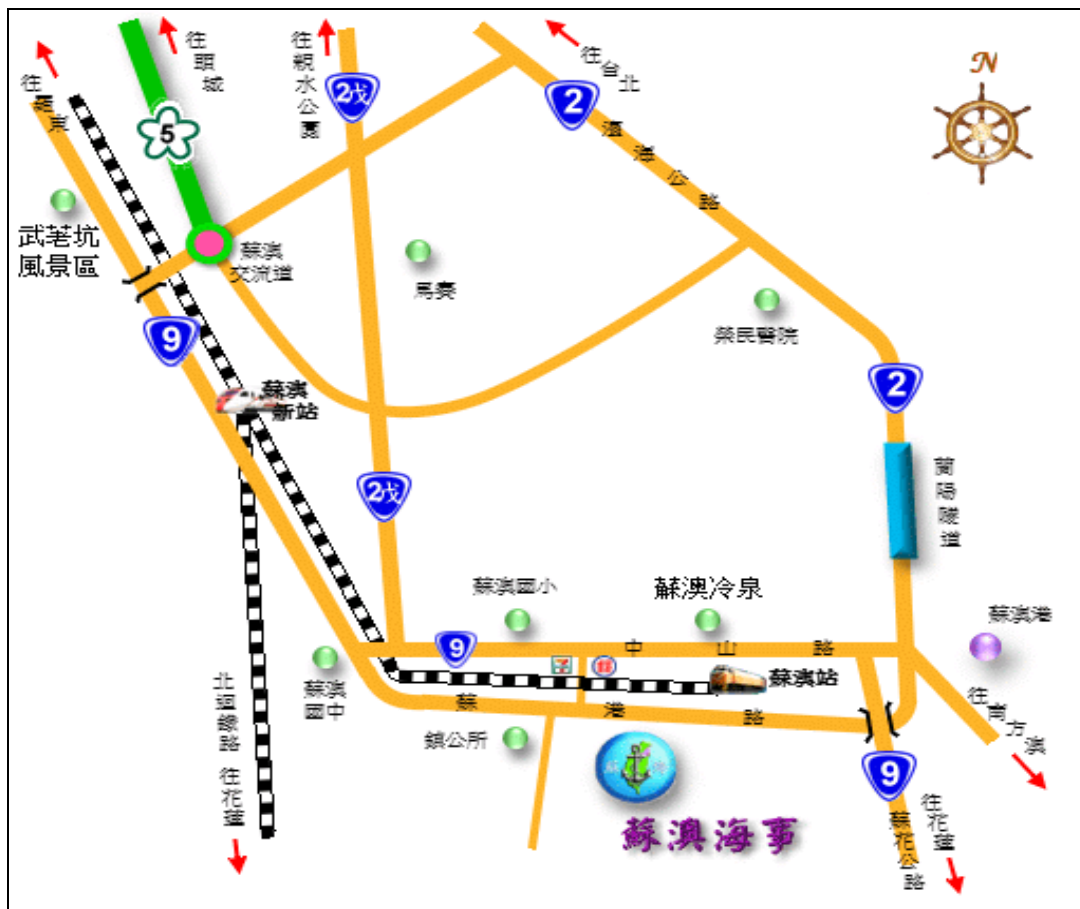 往頭城
往親水公園
往台北
N
往羅東
5
2戊
2
濱海公路
武荖坑
風景區
蘇澳
交流道
馬賽
榮民醫院
9
蘇澳
新站
2
2戊
蘭陽隧道
蘇澳國小
蘇澳冷泉
蘇澳港
9
中山路
7
蘇澳站
蘇澳
國中
蘇港路
往南方澳
北迴鐵路 往花蓮
鎮公所
蘇
港
9
蘇花公路
往花蓮
蘇澳海事